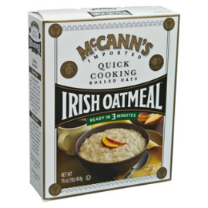 McCANN'S
IMPORTED
QUICK
COOKING
ROLLED OATS
IRISH OATMEAL
READY IN 3 MINUTES